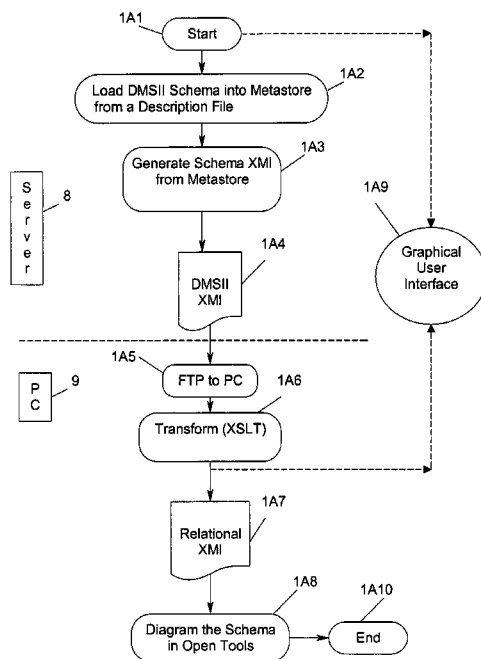 1A1
Start
1A2
Load DMSII Schema into Metastore
from a Description File
1A3
Generate Schema XMI
from Metastore
Server
8
1A9
Graphical
User
Interface
1A4
DMSII
XMI
1A5
FTP to PC
PC
9
1A6
Transform (XSLT)
1A7
Relational
XMI
1A8
Diagram the Schema
in Open Tools
1A10
End